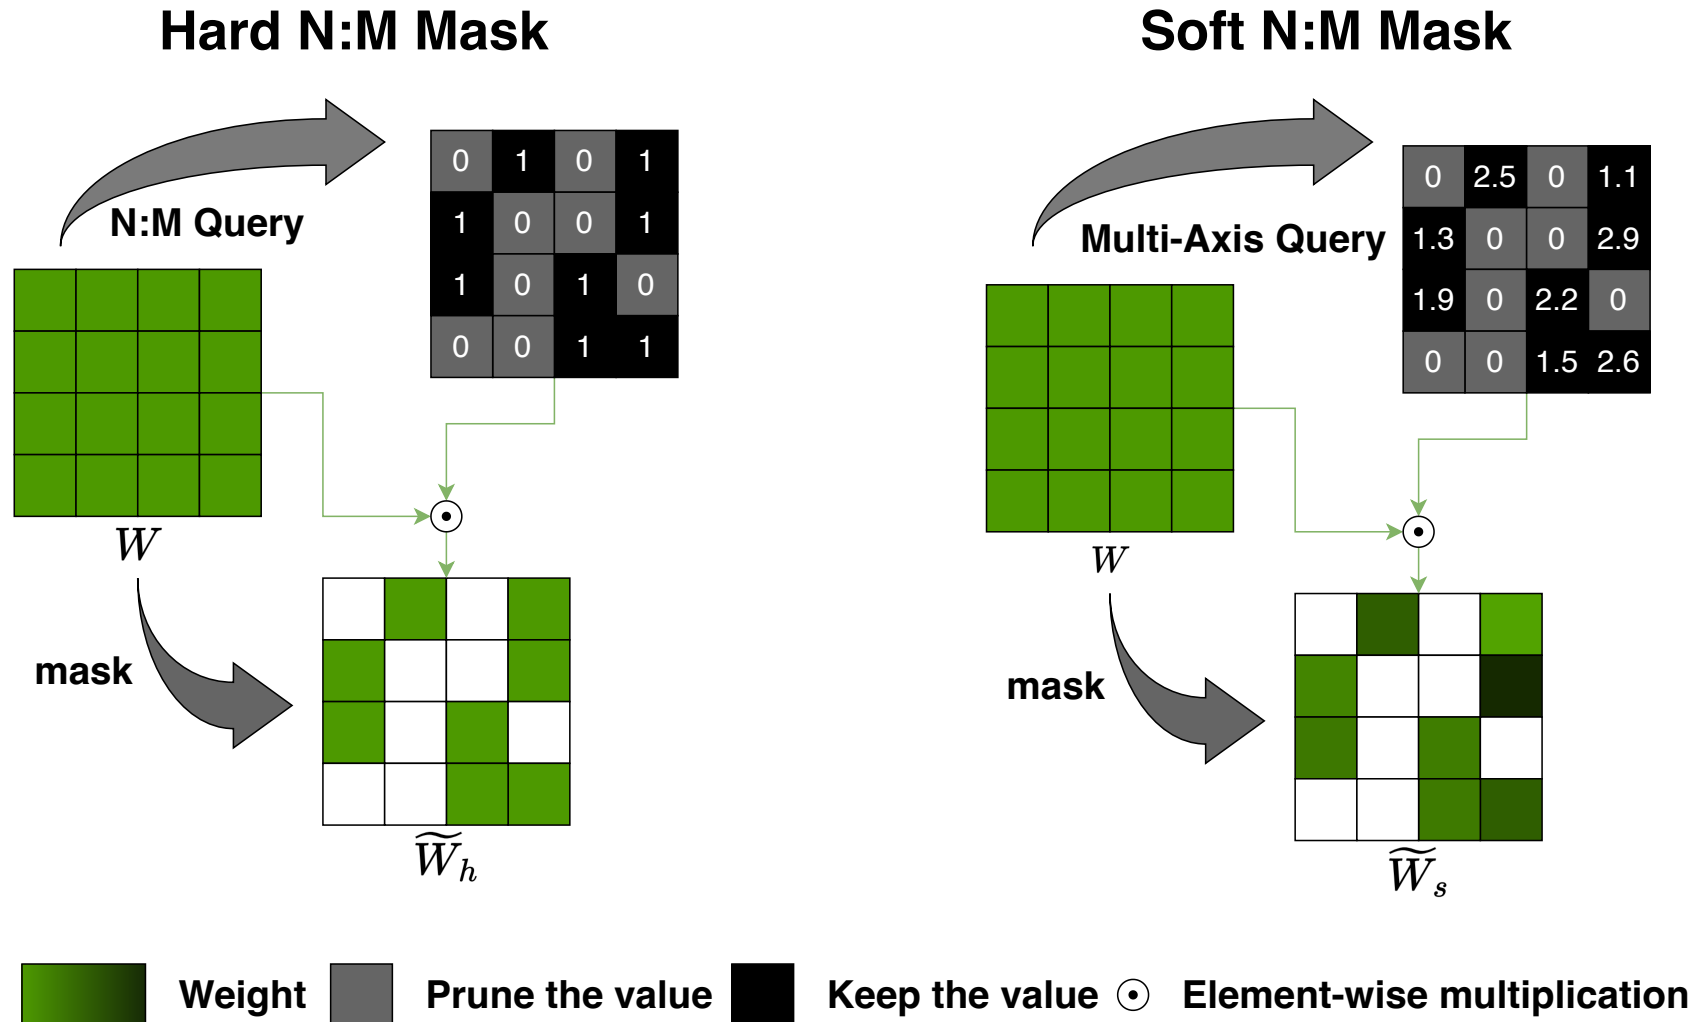 Hard N:M Mask
N:M Query
0 1 0 1
1 0 0 1
1 0 1 0
0 0 1 1
W
mask
W̃h
Soft N:M Mask
Multi-Axis Query
0 2.5 0 1.1
1.3 0 0 2.9
1.9 0 2.2 0
0 0 1.5 2.6
W
mask
W̃s
Weight Prune the value Keep the value Element-wise multiplication